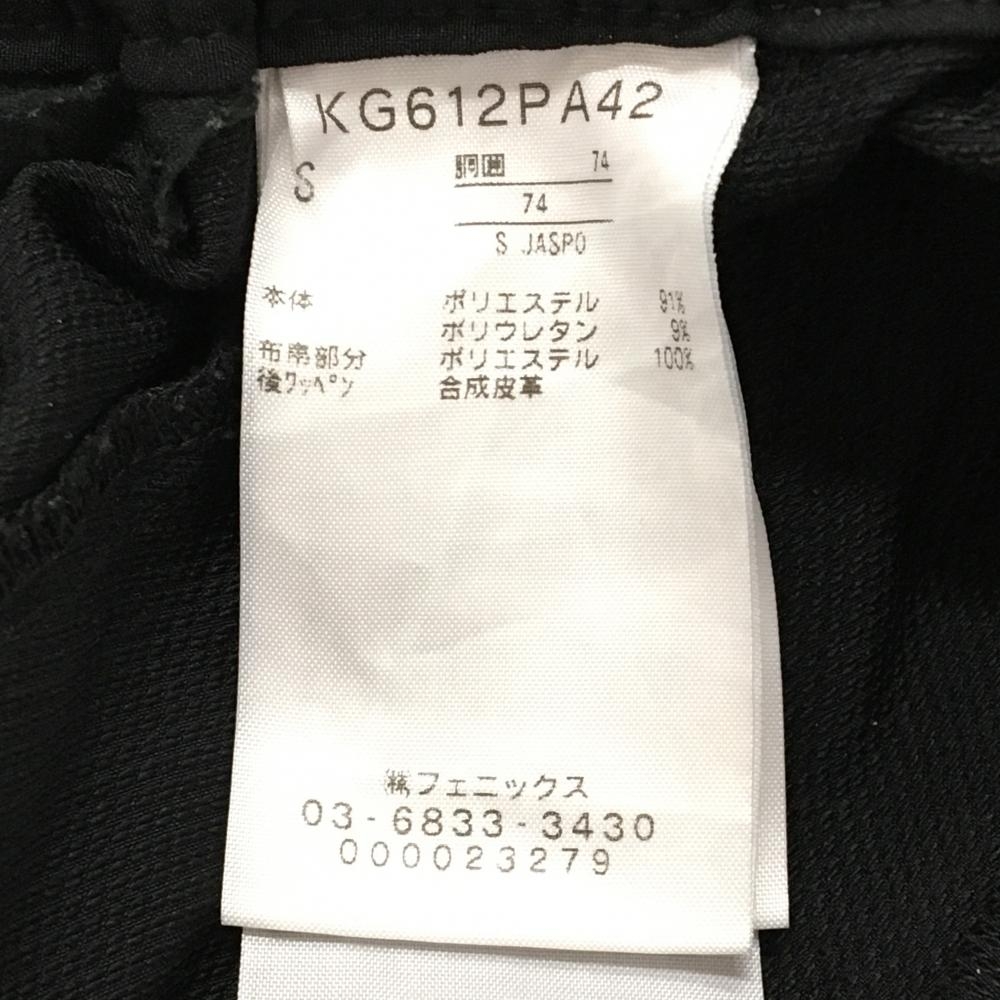 KG612PA42
S 胴囲 74
74
S JASPO
本体 ポリエステル 91%
ポリウレタン 9%
布帛部分 ポリエステル 100%
後ワッペン 合成皮革
㈱フェニックス
03-6833-3430
000023279